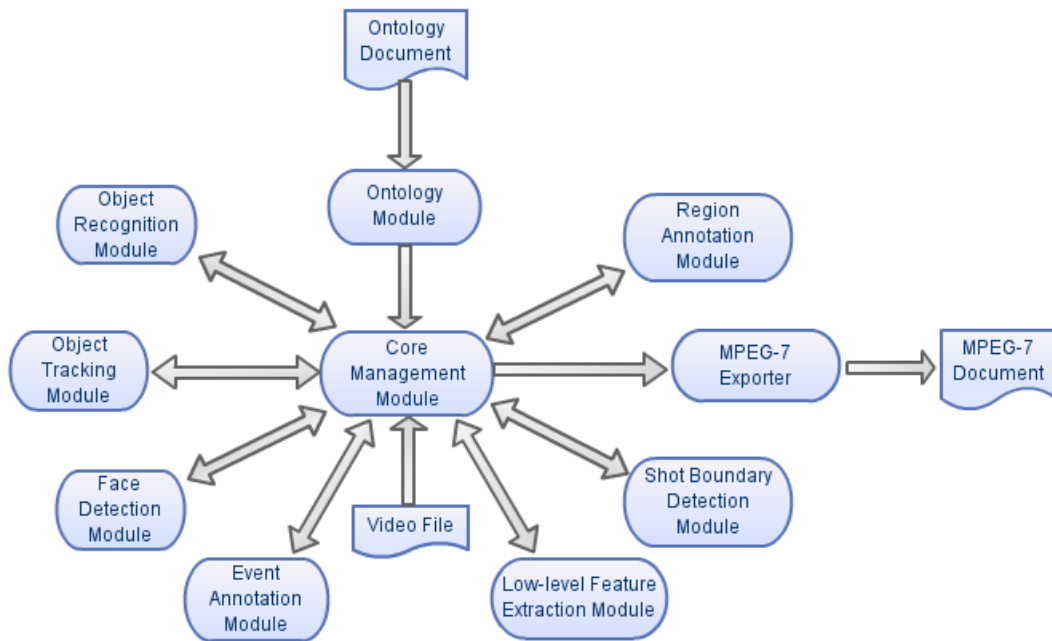 Ontology
Document
Ontology
Module
Object
Recognition
Module
Region
Annotation
Module
Object
Tracking
Module
Core
Management
Module
MPEG-7
Exporter
MPEG-7
Document
Face
Detection
Module
Video File
Shot Boundary
Detection
Module
Event
Annotation
Module
Low-level Feature
Extraction Module